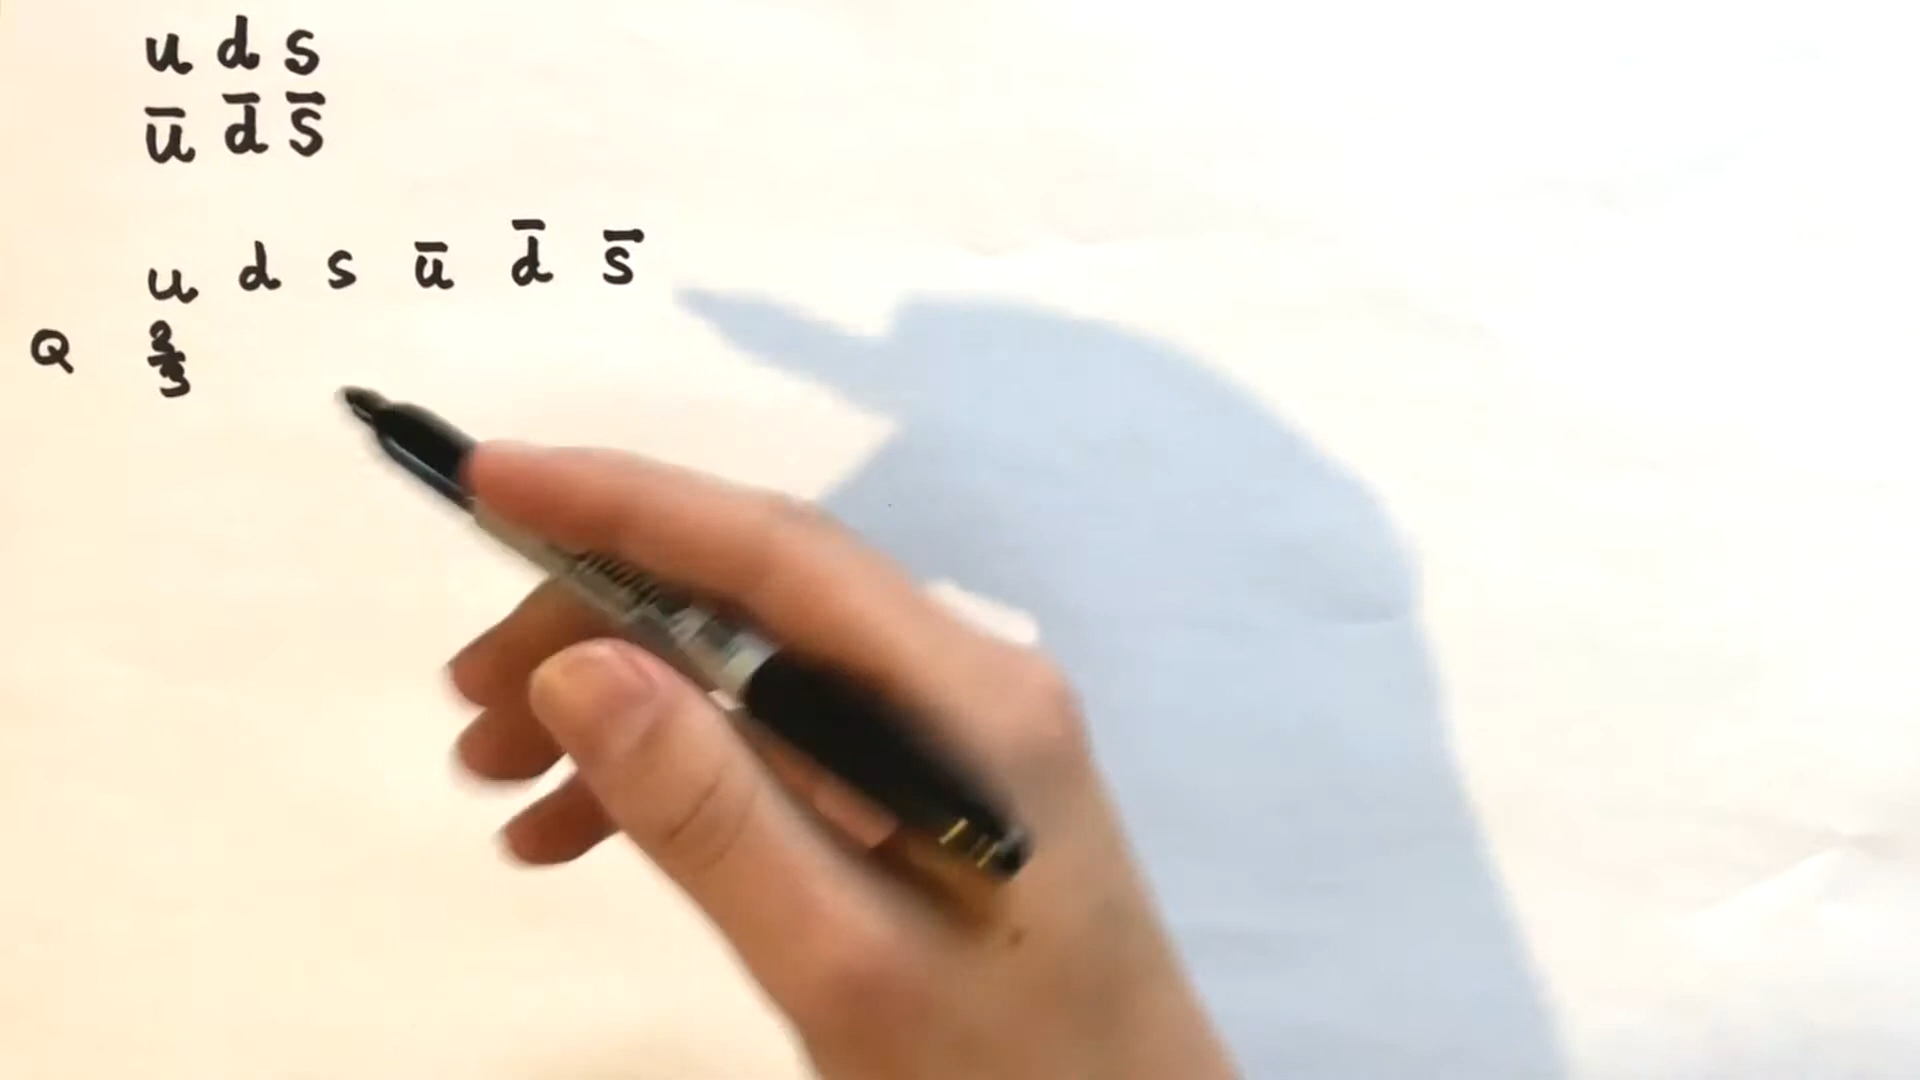 u d s
ū d̄ s̄
u d s ū d̄ s̄
Q 2/3